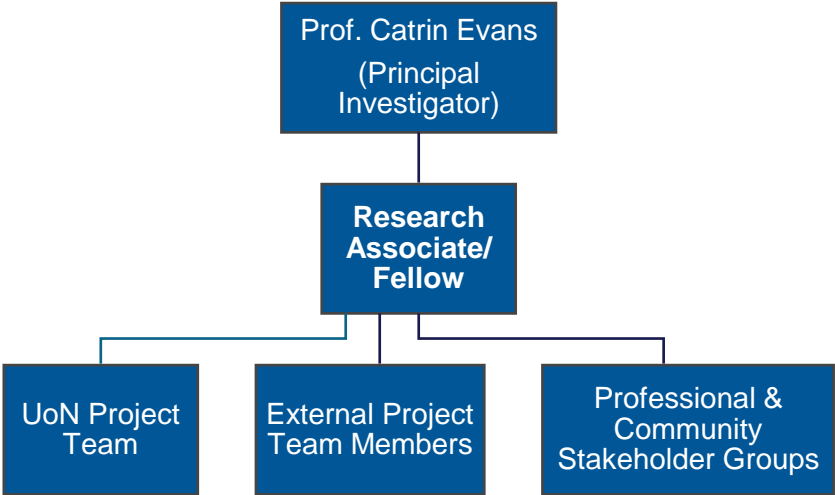 Prof. Catrin Evans
(Principal
Investigator)
Research
Associate/
Fellow
UoN Project
Team
External Project
Team Members
Professional &
Community
Stakeholder Groups